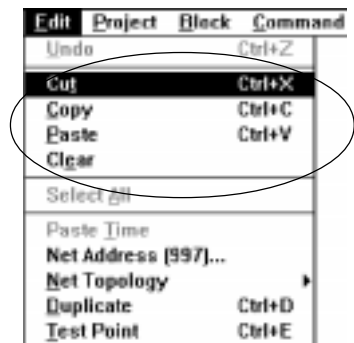 Edit Project Block Command
Undo Ctrl+Z
Cut Ctrl+X
Copy Ctrl+C
Paste Ctrl+V
Clear
Select All
Paste Time
Net Address (997)...
Net Topology
Duplicate Ctrl+D
Test Point Ctrl+E